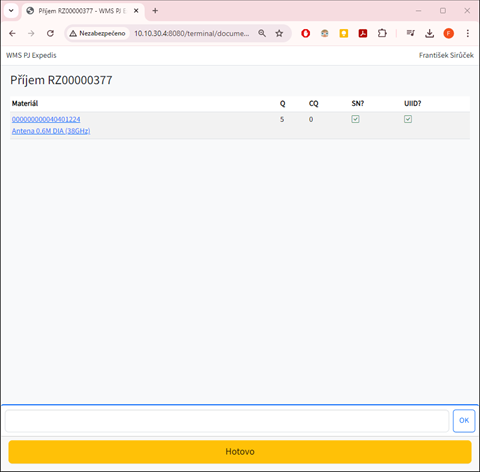 Příjem RZ00000377 - WMS PJ E
Nezabezpečeno 10.10.30.4:8080/terminal/docume...
F
WMS PJ Expedis František Sirůček
Příjem RZ00000377
Materiál Q CQ SN? UIID?
000000000040401224 5 0
Antena 0.6M DIA (38GHz)
OK
Hotovo